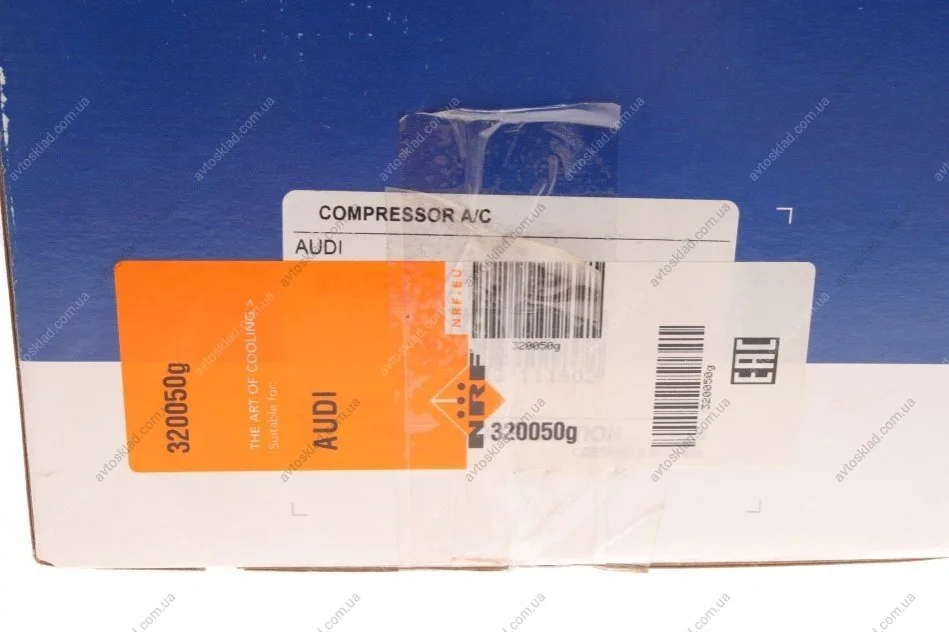 COMPRESSOR A/C
AUDI
320050g
THE ART OF COOLING >
Suitable for:
AUDI
NRF.EU
NRF
320050g
320050g
320050g
EAC
avtosklad.com.ua